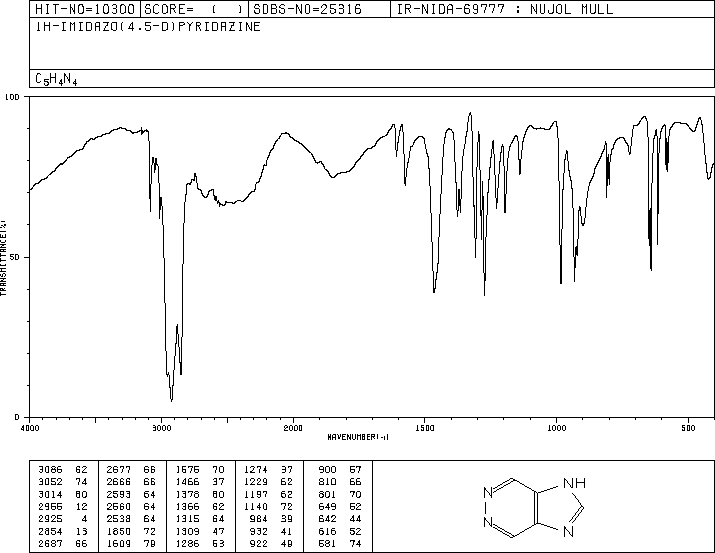 HIT-NO=10300 SCORE= ( ) SDBS-NO=25316 IR-NIDA-69777 : NUJOL MULL
1H-IMIDAZO(4.5-D)PYRIDAZINE
C5H4N4
100
50
0
TRANSMITTANCE(%)
4000 3000 2000 1500 1000 500
WAVENUMBER(-1)
3086 62 2677 66 1576 70 1274 37 900 57
3052 74 2666 66 1466 37 1229 62 810 66
3014 60 2593 64 1378 60 1197 62 801 70
2955 12 2560 64 1366 62 1140 72 649 52
2925 4 2538 64 1315 64 984 39 642 44
2854 13 1850 72 1309 47 932 41 616 52
2687 66 1609 79 1286 53 922 49 581 74
NH
N
N
N